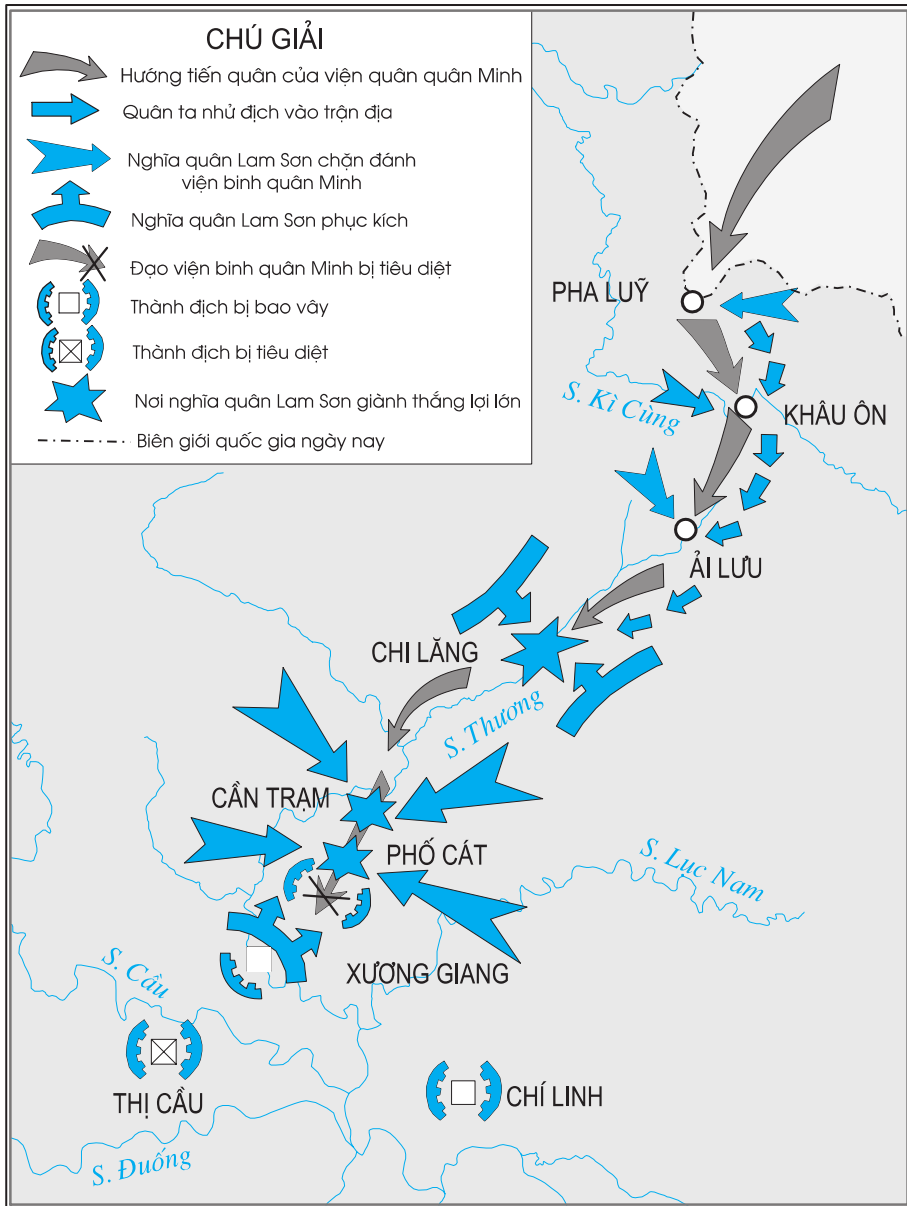 CHÚ GIẢI
Hướng tiến quân của viện quân quân Minh
Quân ta nhử địch vào trận địa
Nghĩa quân Lam Sơn chặn đánh
viện binh quân Minh
Nghĩa quân Lam Sơn phục kích
Đạo viện binh quân Minh bị tiêu diệt
Thành địch bị bao vây
Thành địch bị tiêu diệt
Nơi nghĩa quân Lam Sơn giành thắng lợi lớn
Biên giới quốc gia ngày nay
PHA LUỸ
S. Kì Cùng
KHÂU ÔN
ẢI LƯU
CHI LĂNG
S. Thương
CẦN TRẠM
PHỐ CÁT
S. Luc Nam
XƯƠNG GIANG
S. Cầu
THỊ CẦU
CHÍ LINH
S. Đuống